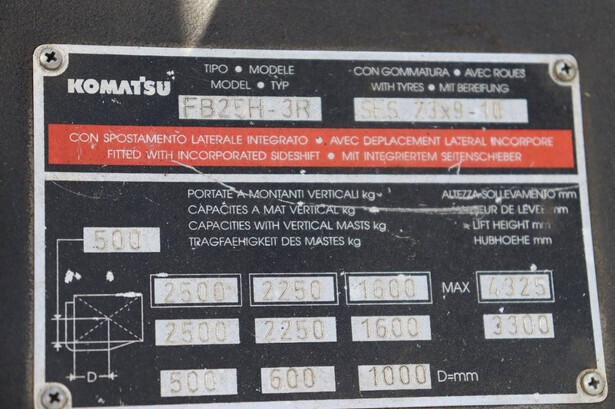 KOMATSU
TIPO • MODELE
MODEL • TYP
FB25H-3R
CON GOMMATURA • AVEC ROUES
WITH TYRES • MIT BEREIFUNG
SES 23x9-10
CON SPOSTAMENTO LATERALE INTEGRATO • AVEC DEPLACEMENT LATERAL INCORPORE
FITTED WITH INCORPORATED SIDESHIFT • MIT INTEGRIERTEM SEITENSCHIEBER
PORTATE A MONTANTI VERTICALI kg ALTEZZA SOLLEVAMENTO mm
CAPACITES A MAT VERTICAL kg DE LEVEE mm
CAPACITIES WITH VERTICAL MASTS kg LIFT HEIGHT mm
TRAGFAEHIGKEIT DES MASTES kg HUBHOEHE mm
500
2500 2250 1600 MAX 4325
2500 2250 1600 3300
D 500 600 1000 D=mm